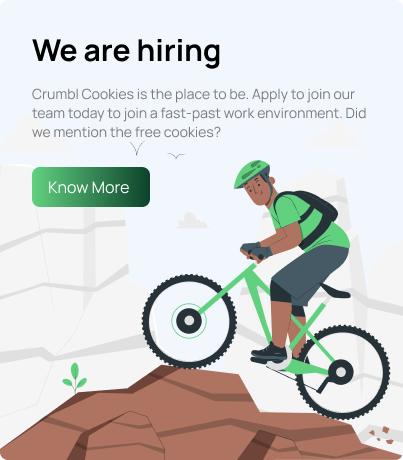 We are hiring
Crumbl Cookies is the place to be. Apply to join our
team today to join a fast-past work environment. Did
we mention the free cookies?
Know More